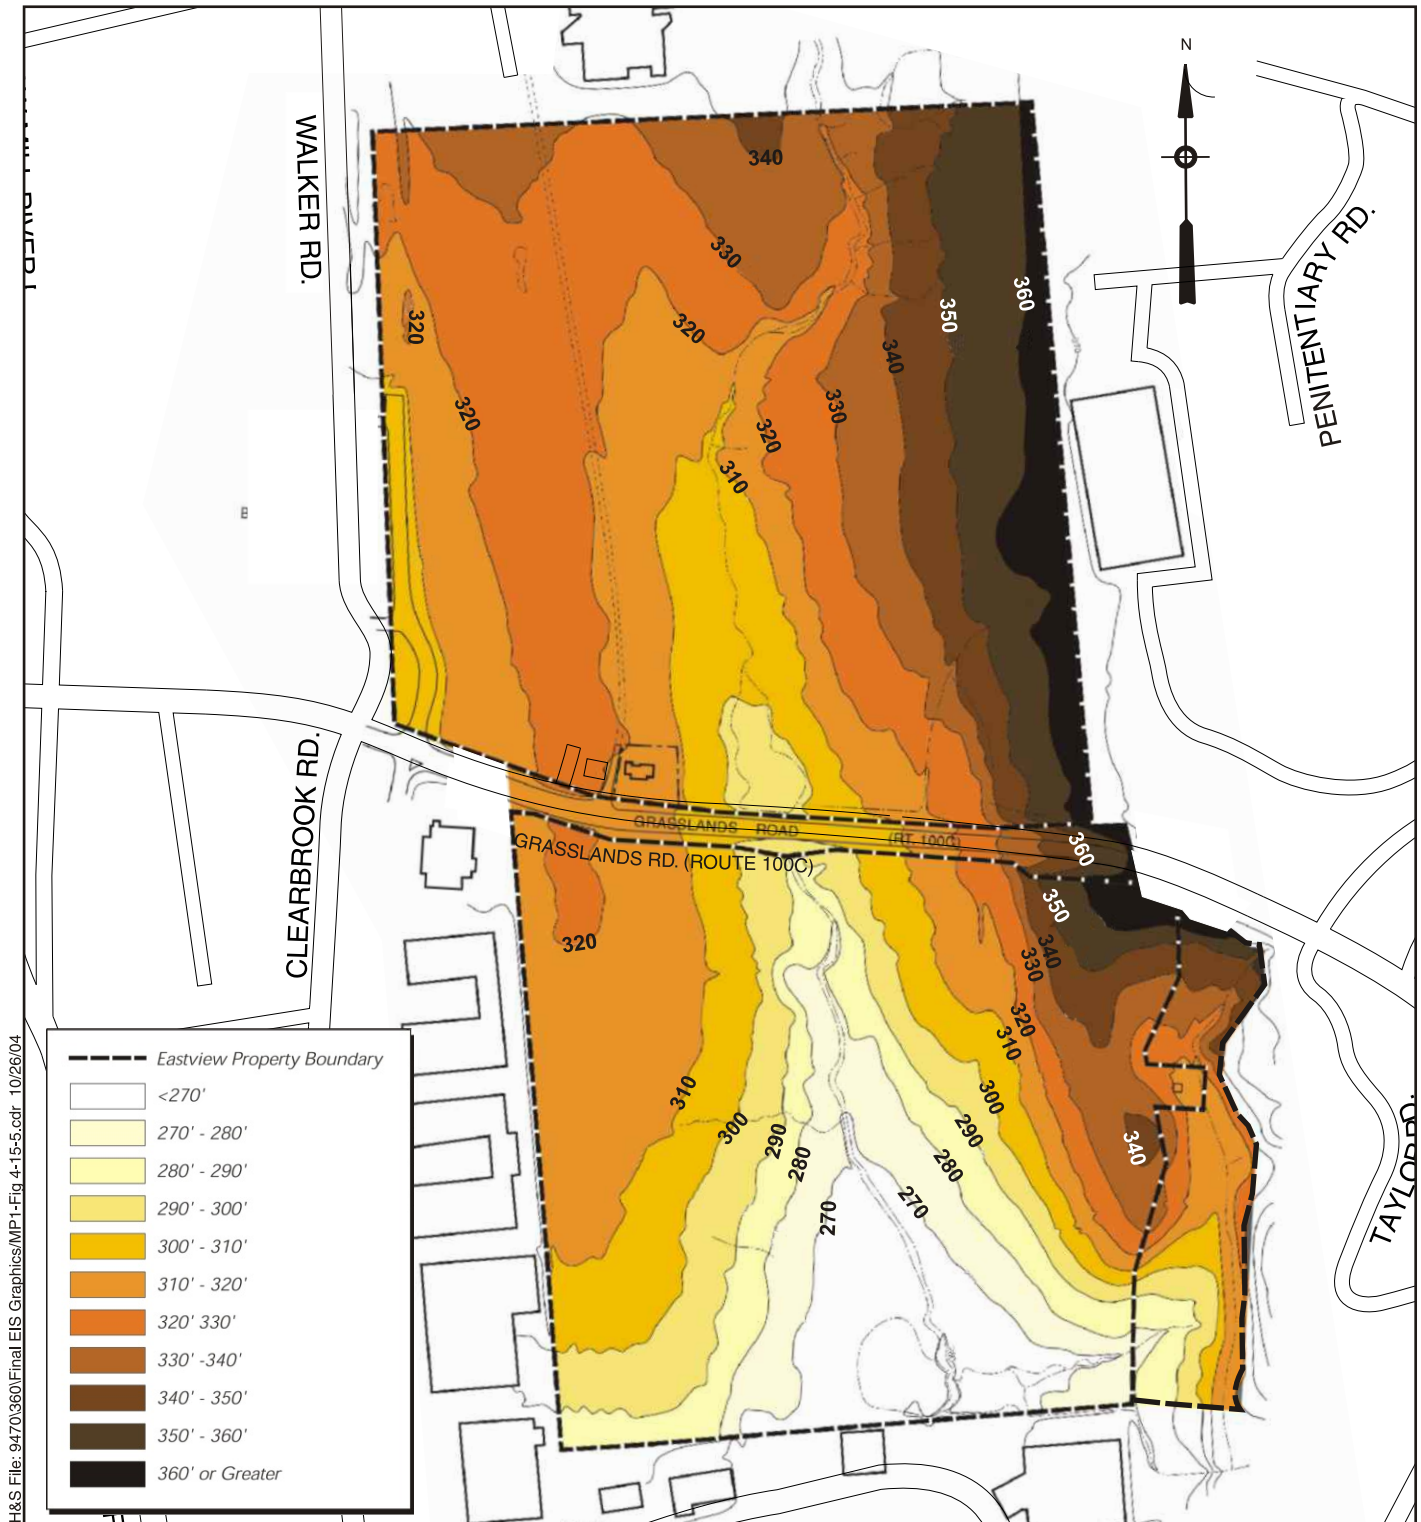 N
WALKER RD.
PENITENTIARY RD.
340
330
320
320
320
360
350
340
330
320
310
CLEARBROOK RD.
GRASSLANDS ROAD
(RT. 100C)
GRASSLANDS RD. (ROUTE 100C)
360
350
340
330
320
310
320
310
300
290
280
270
300
290
280
270
340
TAYLOR RD.
Eastview Property Boundary
<270'
270' - 280'
280' - 290'
290' - 300'
300' - 310'
310' - 320'
320' 330'
330' -340'
340' - 350'
350' - 360'
360' or Greater
H&S File: 9470\360\Final EIS Graphics/MP1-Fig 4-15-5.cdr 10/26/04